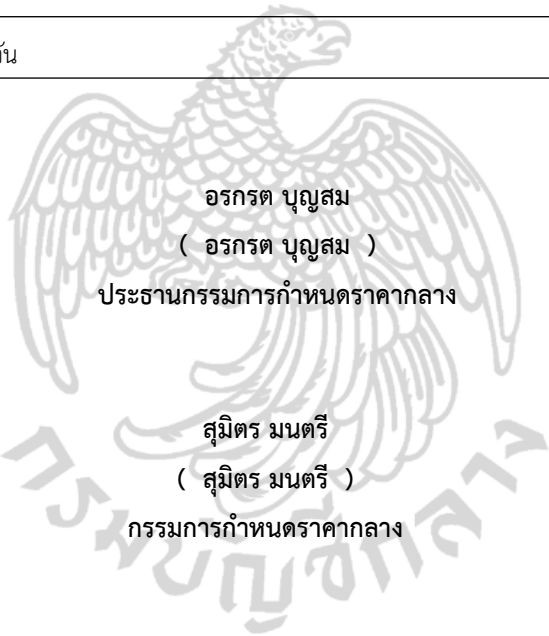 อรกรต บุญสม
( อรกรต บุญสม )
ประธานกรรมการกำหนดราคากลาง
สุมิตร มนตรี
( สุมิตร มนตรี )
กรรมการกำหนดราคากลาง
กรมบัญชีกลาง